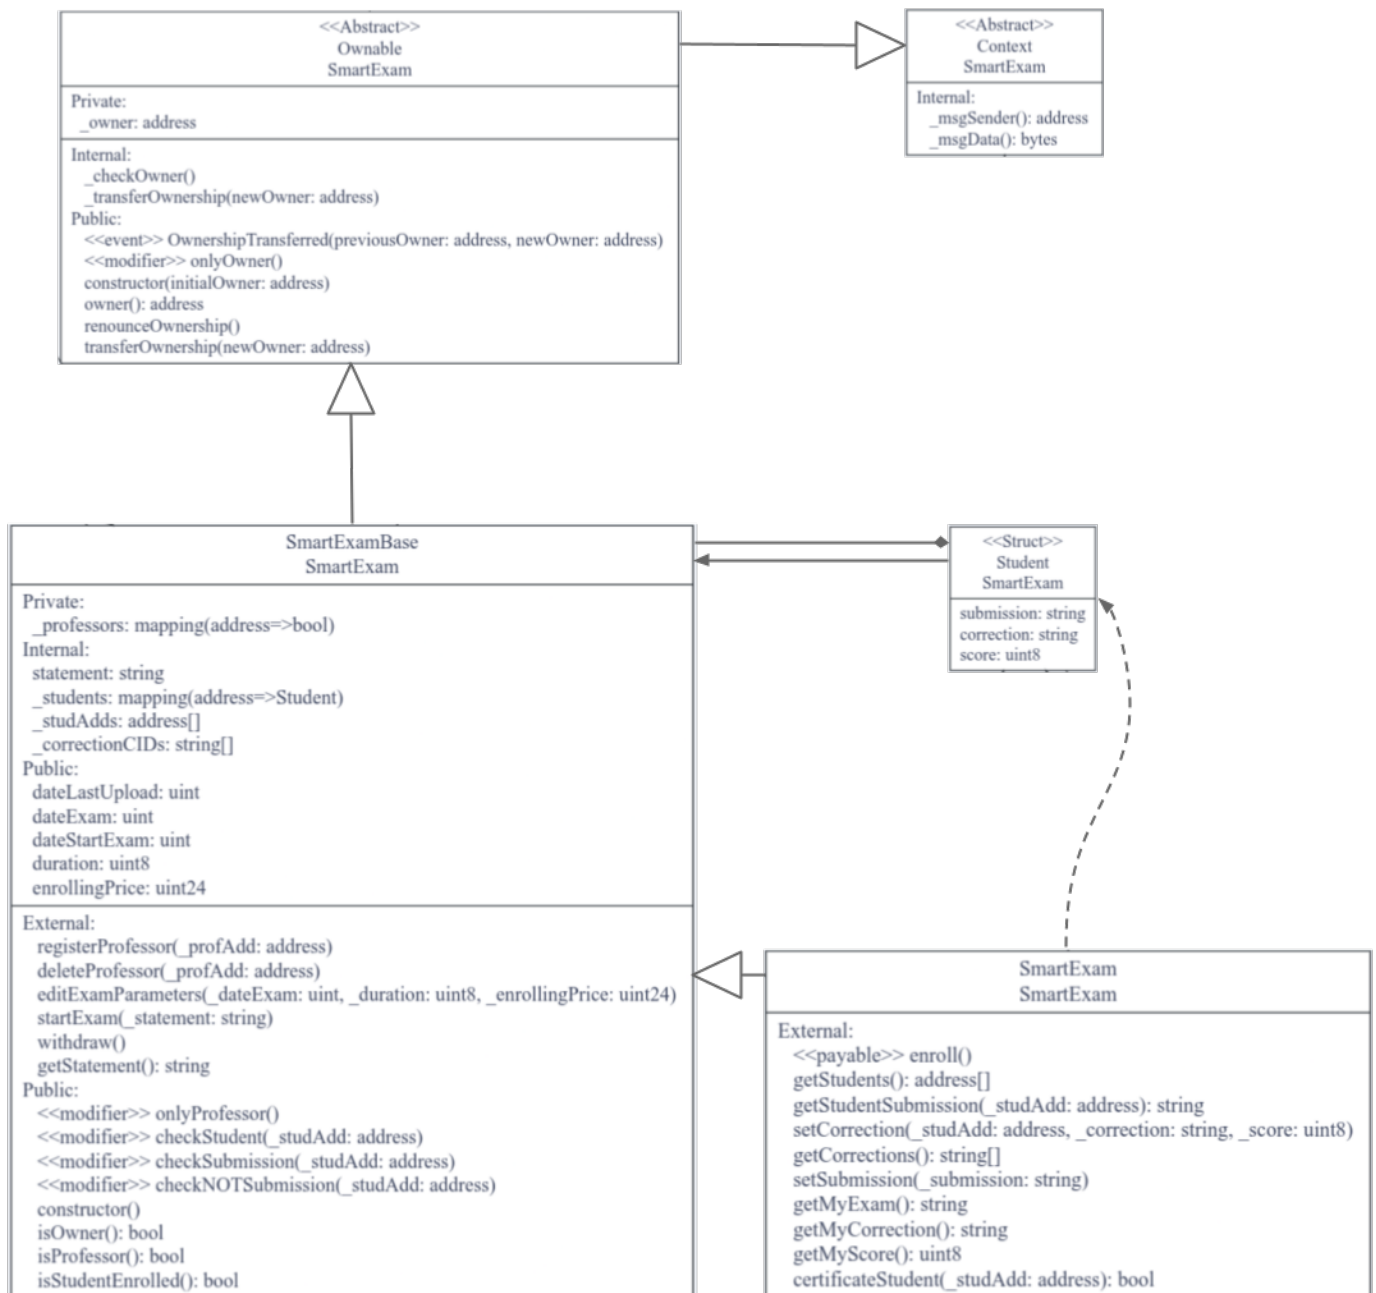 <<Abstract>>
Ownable
SmartExam
Private:
_owner: address
Internal:
_checkOwner()
_transferOwnership(newOwner: address)
Public:
<<event>> OwnershipTransferred(previousOwner: address, newOwner: address)
<<modifier>> onlyOwner()
constructor(initialOwner: address)
owner(): address
renounceOwnership()
transferOwnership(newOwner: address)
<<Abstract>>
Context
SmartExam
Internal:
_msgSender(): address
_msgData(): bytes
SmartExamBase
SmartExam
Private:
_professors: mapping(address=>bool)
Internal:
statement: string
_students: mapping(address=>Student)
_studAdds: address[]
_correctionCIDs: string[]
Public:
dateLastUpload: uint
dateExam: uint
dateStartExam: uint
duration: uint8
enrollingPrice: uint24
External:
registerProfessor(_profAdd: address)
deleteProfessor(_profAdd: address)
editExamParameters(_dateExam: uint, _duration: uint8, _enrollingPrice: uint24)
startExam(_statement: string)
withdraw()
getStatement(): string
Public:
<<modifier>> onlyProfessor()
<<modifier>> checkStudent(_studAdd: address)
<<modifier>> checkSubmission(_studAdd: address)
<<modifier>> checkNOTSubmission(_studAdd: address)
constructor()
isOwner(): bool
isProfessor(): bool
isStudentEnrolled(): bool
<<Struct>>
Student
SmartExam
submission: string
correction: string
score: uint8
SmartExam
SmartExam
External:
<<payable>> enroll()
getStudents(): address[]
getStudentSubmission(_studAdd: address): string
setCorrection(_studAdd: address, _correction: string, _score: uint8)
getCorrections(): string[]
setSubmission(_submission: string)
getMyExam(): string
getMyCorrection(): string
getMyScore(): uint8
certificateStudent(_studAdd: address): bool